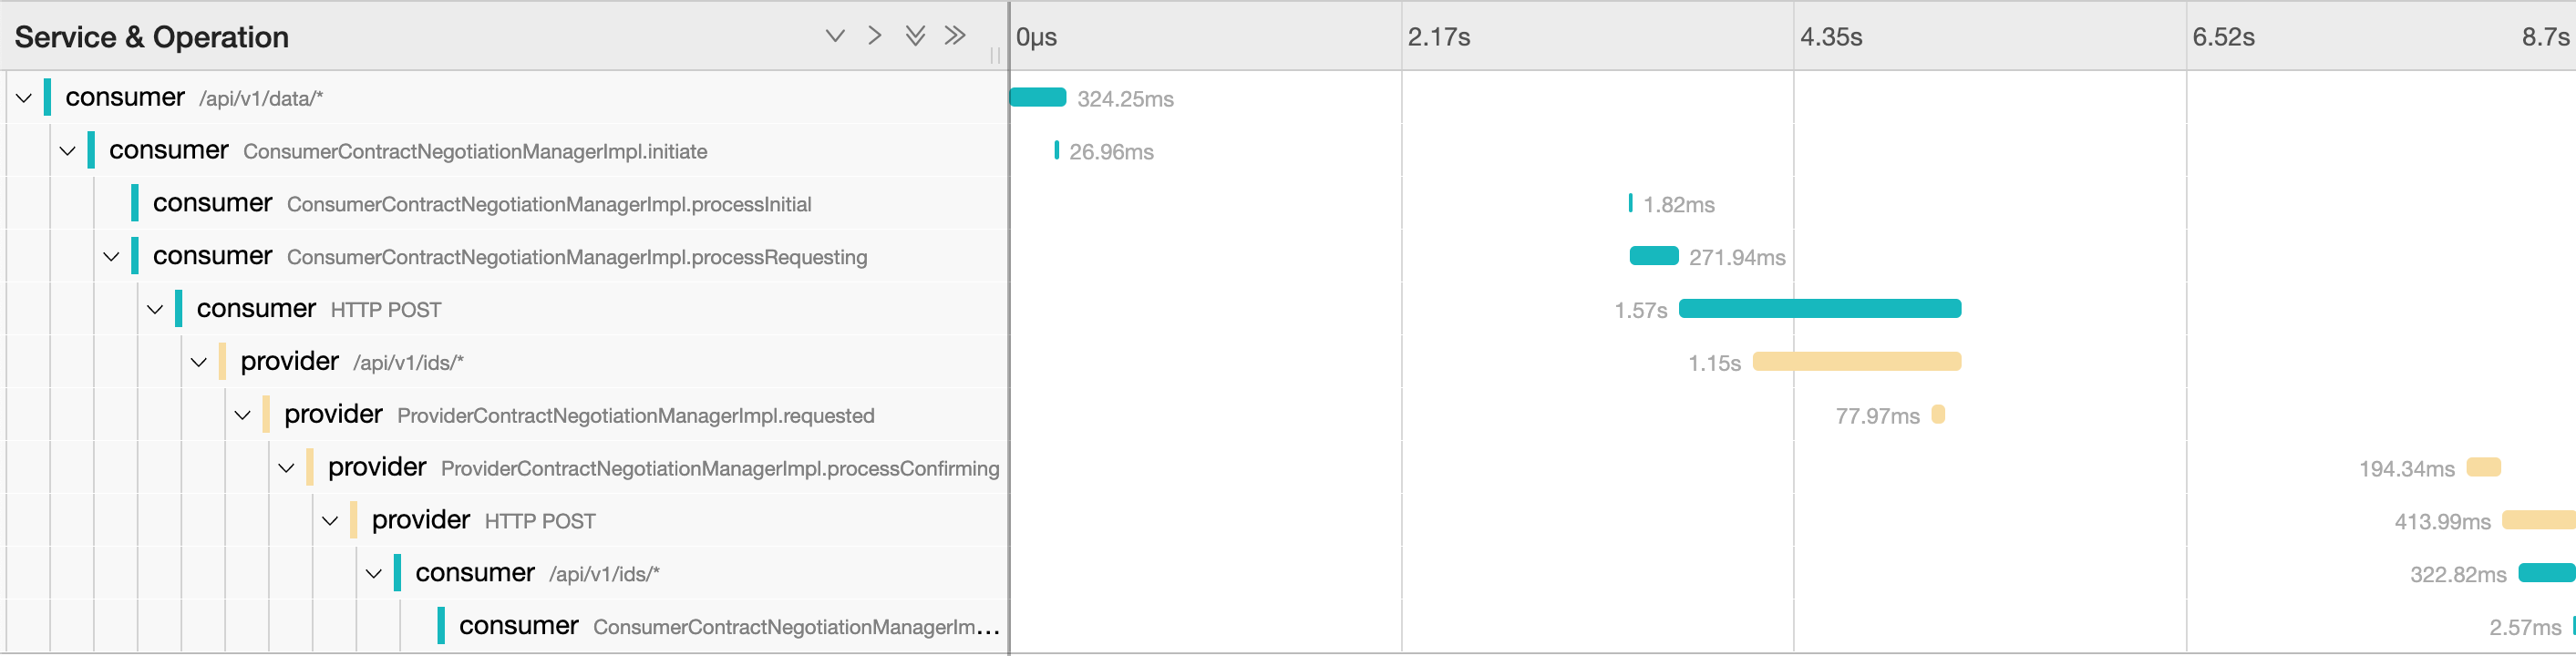 Service & Operation 0μs 2.17s 4.35s 6.52s 8.7s
consumer /api/v1/data/* 324.25ms
consumer ConsumerContractNegotiationManagerImpl.initiate 26.96ms
consumer ConsumerContractNegotiationManagerImpl.processInitial 1.82ms
consumer ConsumerContractNegotiationManagerImpl.processRequesting 271.94ms
consumer HTTP POST 1.57s
provider /api/v1/ids/* 1.15s
provider ProviderContractNegotiationManagerImpl.requested 77.97ms
provider ProviderContractNegotiationManagerImpl.processConfirming 194.34ms
provider HTTP POST 413.99ms
consumer /api/v1/ids/* 322.82ms
consumer ConsumerContractNegotiationManagerIm... 2.57ms